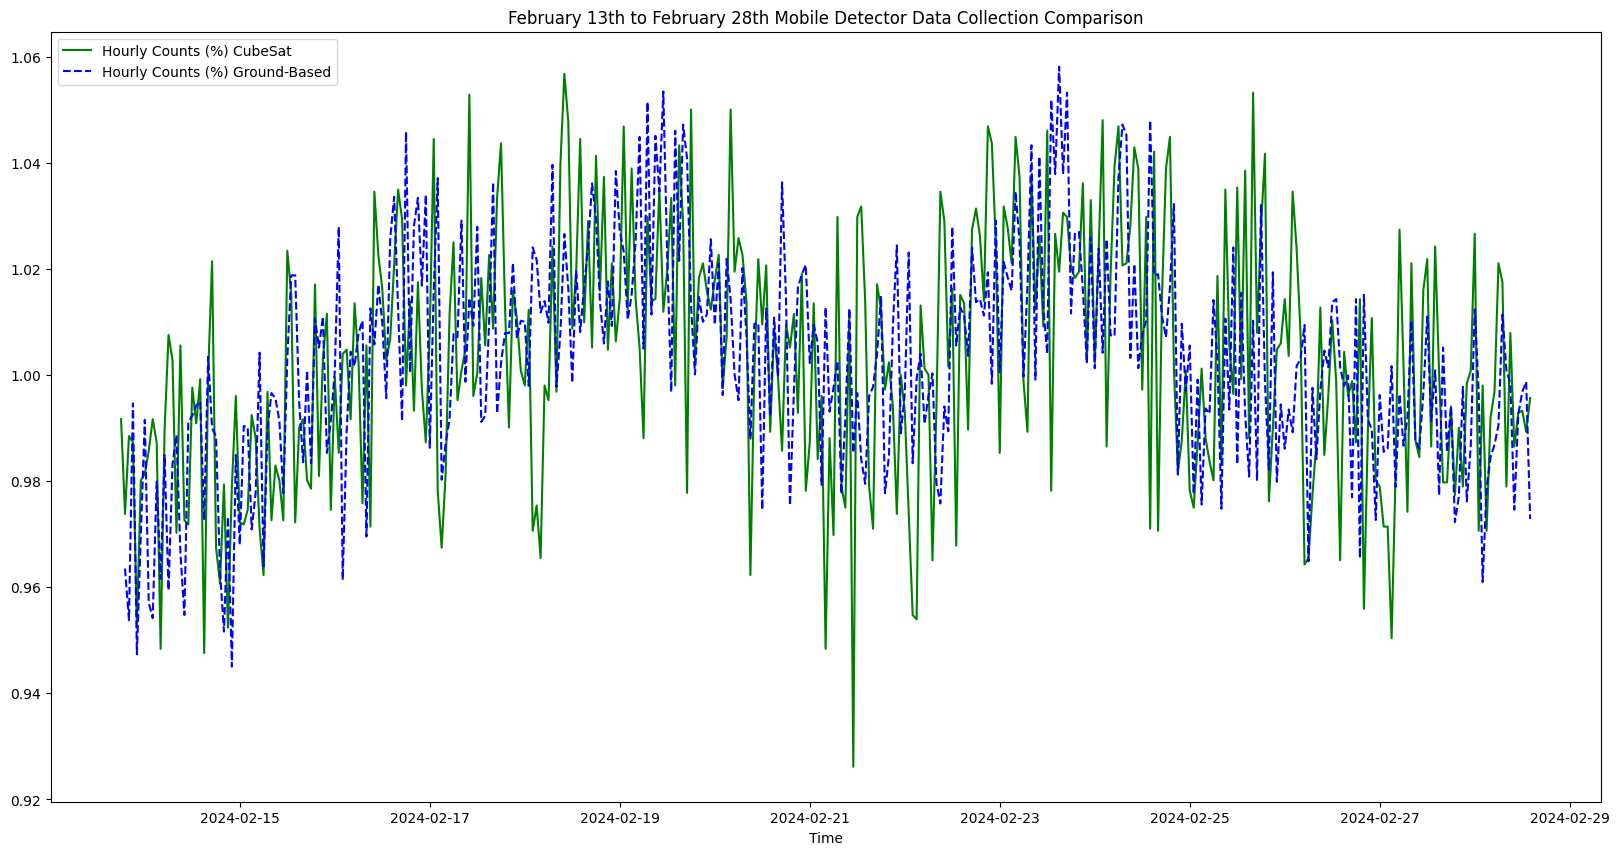 February 13th to February 28th Mobile Detector Data Collection Comparison
Hourly Counts (%) CubeSat
Hourly Counts (%) Ground-Based
1.06
1.04
1.02
1.00
0.98
0.96
0.94
0.92
2024-02-15 2024-02-17 2024-02-19 2024-02-21 2024-02-23 2024-02-25 2024-02-27 2024-02-29
Time